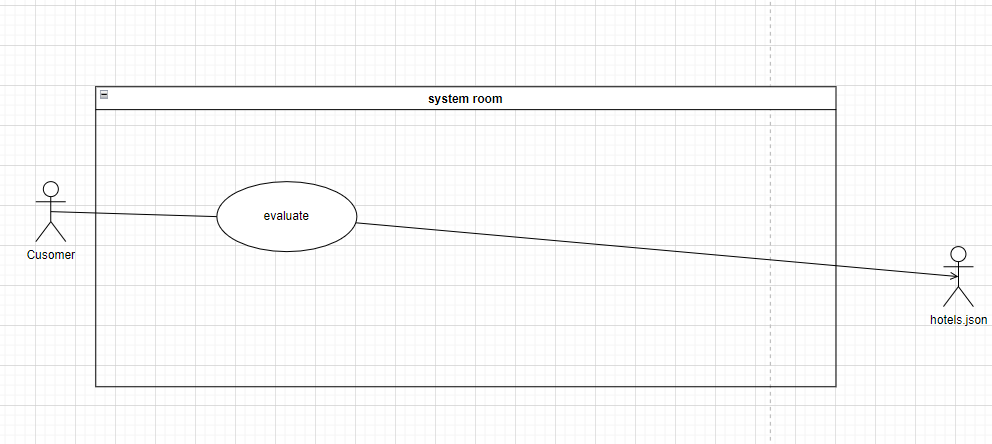 system room
evaluate
Cusomer
hotels.json